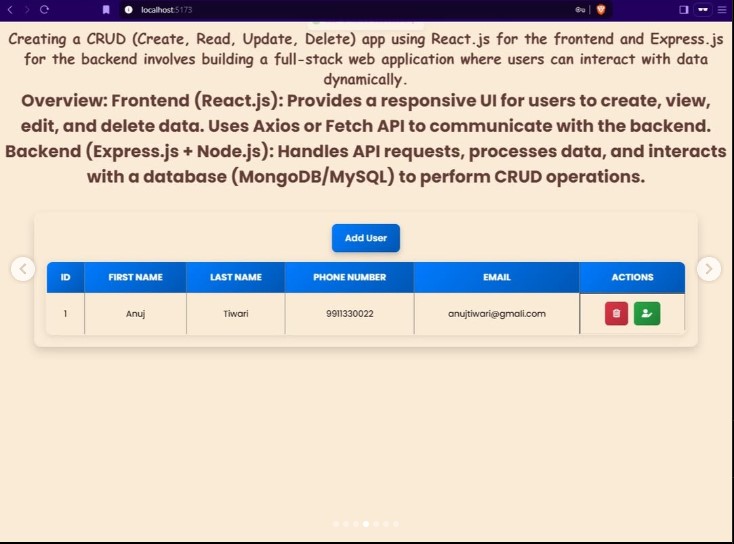 localhost:5173
Creating a CRUD (Create, Read, Update, Delete) app using React.js for the frontend and Express.js
for the backend involves building a full-stack web application where users can interact with data
dynamically.
Overview: Frontend (React.js): Provides a responsive UI for users to create, view,
edit, and delete data. Uses Axios or Fetch API to communicate with the backend.
Backend (Express.js + Node.js): Handles API requests, processes data, and interacts
with a database (MongoDB/MySQL) to perform CRUD operations.
Add User
ID FIRST NAME LAST NAME PHONE NUMBER EMAIL ACTIONS
1 Anuj Tiwari 9911330022 anujtiwari@gmali.com